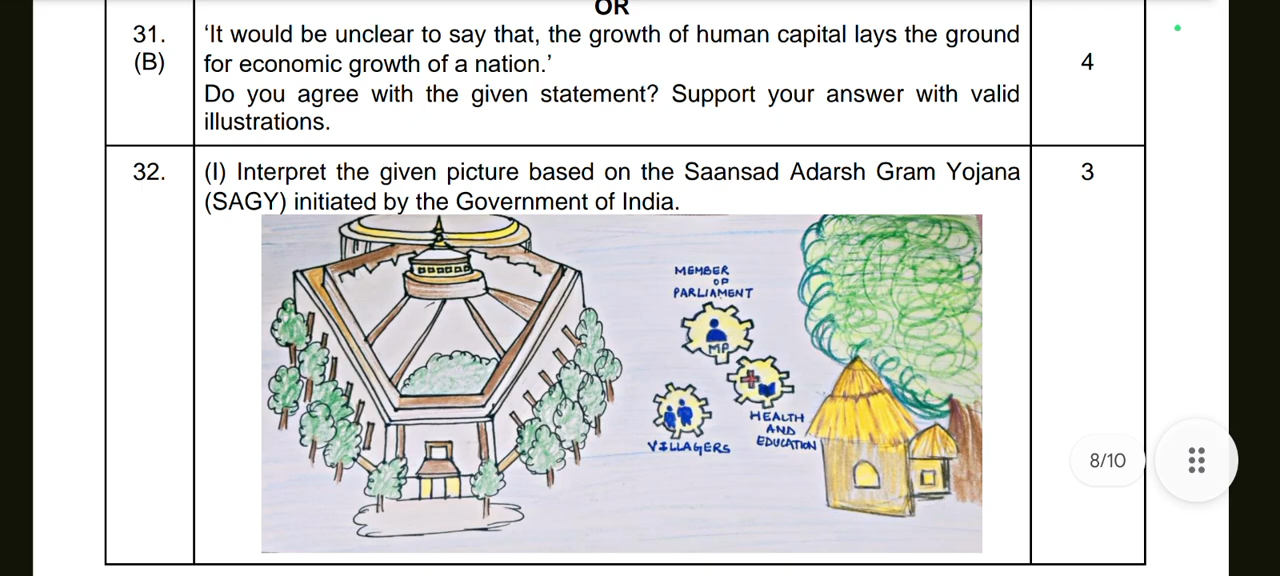 OR
31.
(B)
‘It would be unclear to say that, the growth of human capital lays the ground
for economic growth of a nation.’
Do you agree with the given statement? Support your answer with valid
illustrations.
4
32.
(I) Interpret the given picture based on the Saansad Adarsh Gram Yojana
(SAGY) initiated by the Government of India.
3
MEMBER
OF
PARLIAMENT
MP
HEALTH
AND
EDUCATION
VILLAGERS
8/10